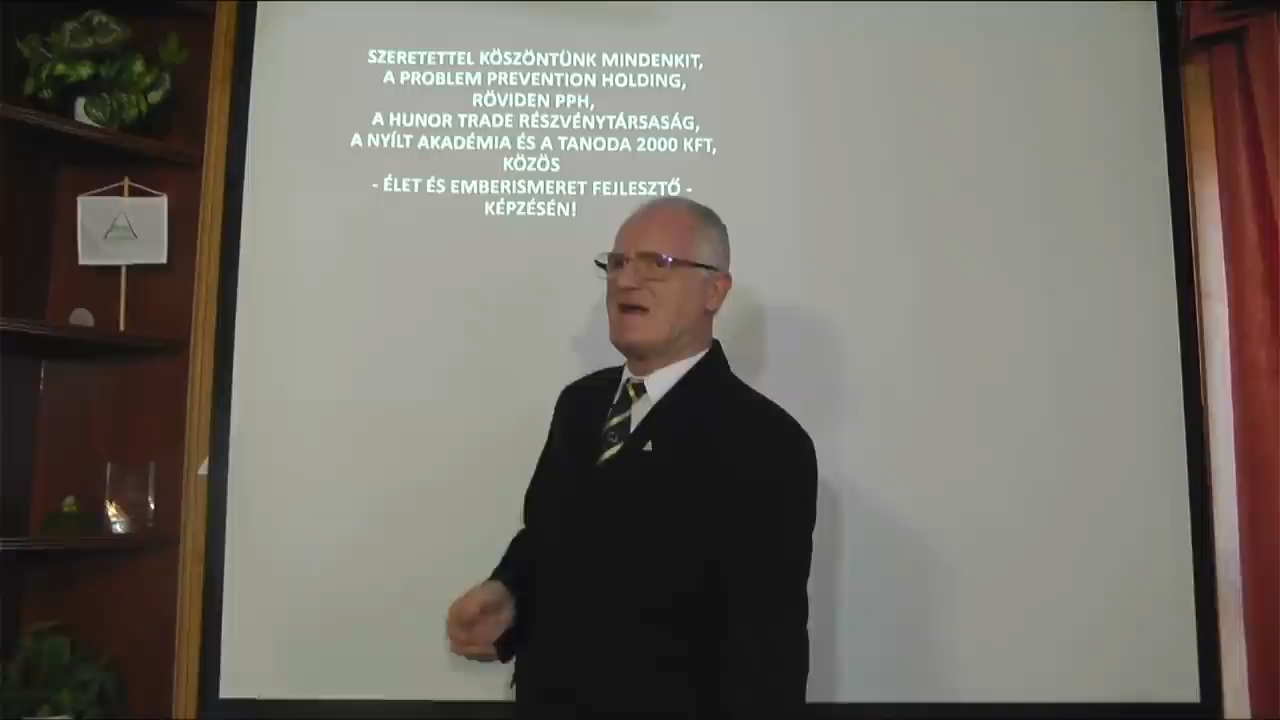 SZERETETTEL KÖSZÖNTÜNK MINDENKIT,
A PROBLEM PREVENTION HOLDING,
RÖVIDEN PPH,
A HUNOR TRADE RÉSZVÉNYTÁRSASÁG,
A NYÍLT AKADÉMIA ÉS A TANODA 2000 KFT,
KÖZÖS
- ÉLET ÉS EMBERISMERET FEJLESZTŐ -
KÉPZÉSÉN!